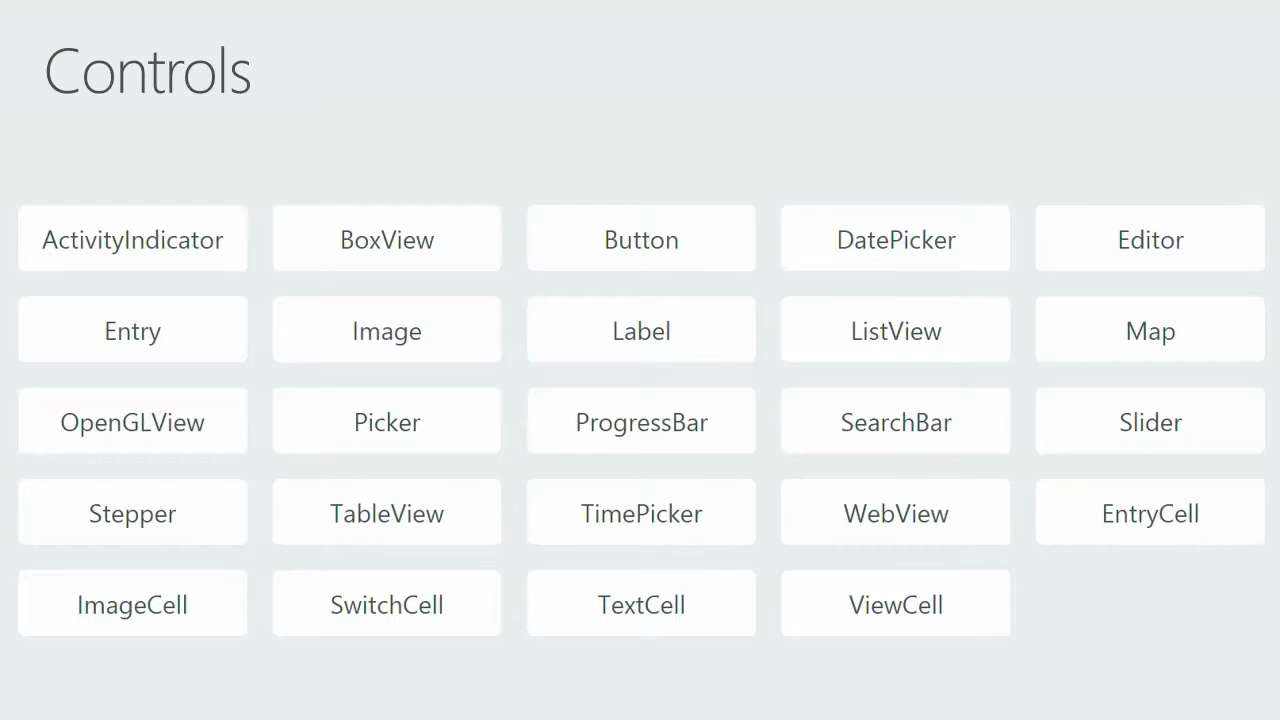 Controls
ActivityIndicator BoxView Button DatePicker Editor
Entry Image Label ListView Map
OpenGLView Picker ProgressBar SearchBar Slider
Stepper TableView TimePicker WebView EntryCell
ImageCell SwitchCell TextCell ViewCell